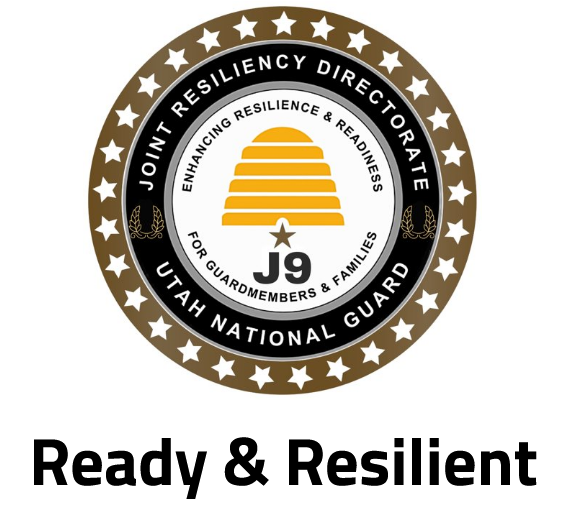 JOINT RESILIENCY DIRECTORATE
ENHANCING RESILIENCE & READINESS
J9
FOR GUARDMEMBERS & FAMILIES
UTAH NATIONAL GUARD
Ready & Resilient